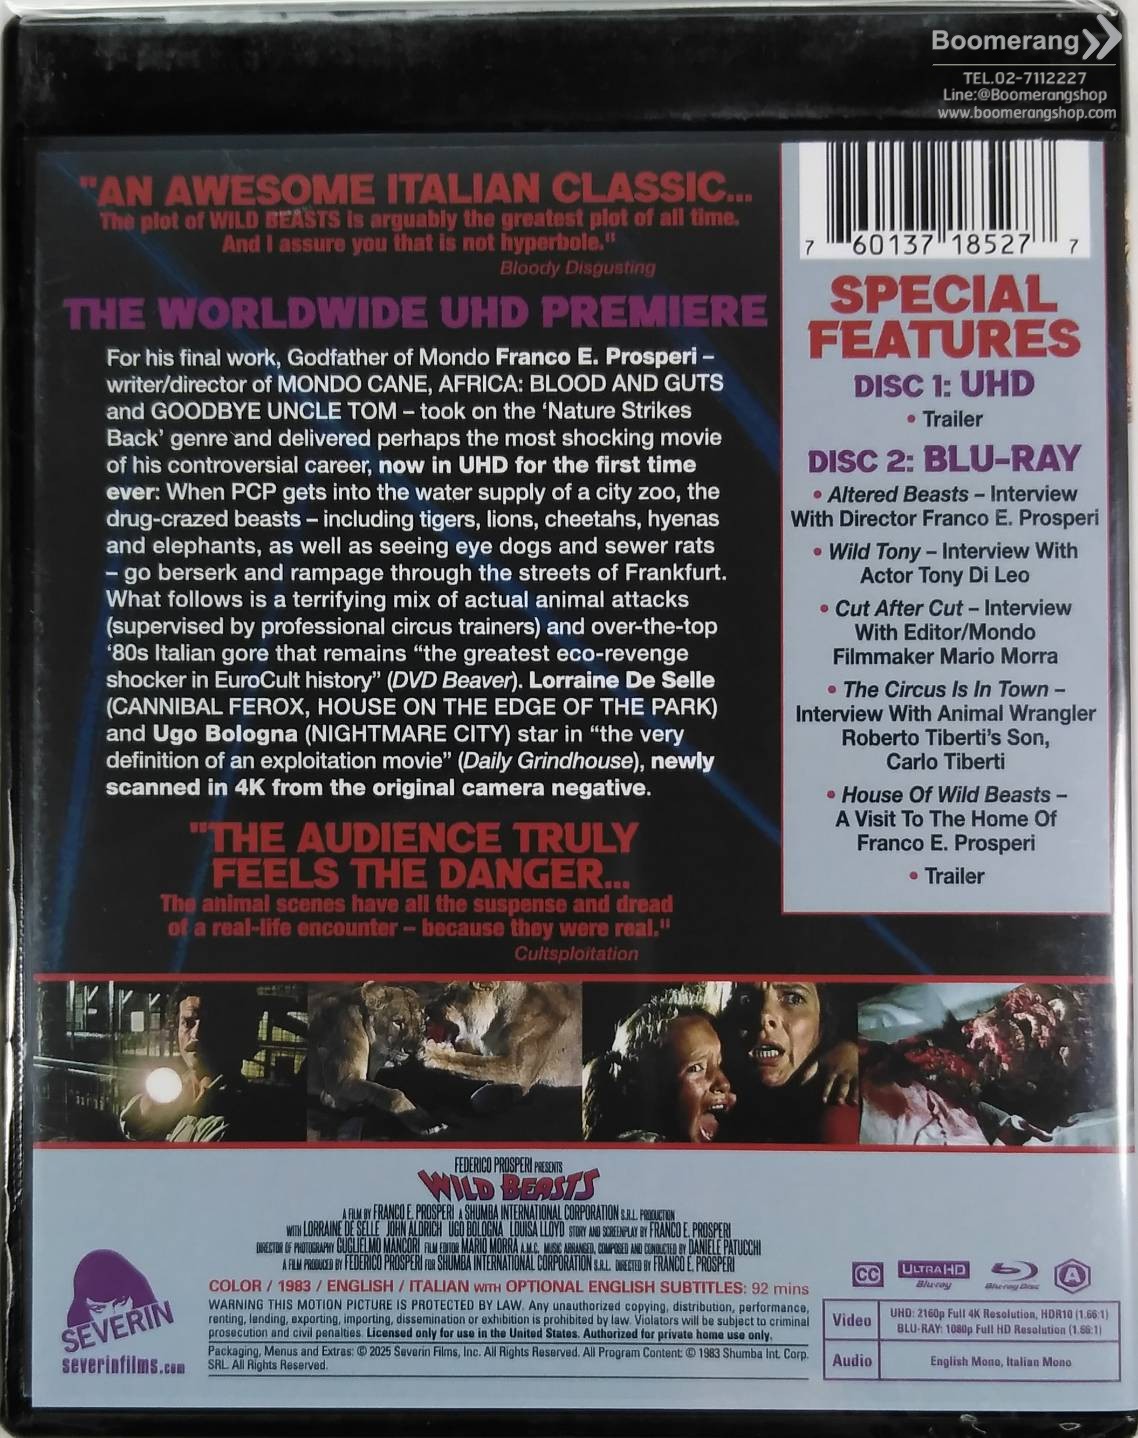 Boomerang
TEL.02-7112227
Line:@Boomerangshop
www.boomerangshop.com
"AN AWESOME ITALIAN CLASSIC...
The plot of WILD BEASTS is arguably the greatest plot of all time.
And I assure you that is not hyperbole."
Bloody Disgusting
THE WORLDWIDE UHD PREMIERE
For his final work, Godfather of Mondo Franco E. Prosperi –
writer/director of MONDO CANE, AFRICA: BLOOD AND GUTS
and GOODBYE UNCLE TOM – took on the ‘Nature Strikes
Back’ genre and delivered perhaps the most shocking movie
of his controversial career, now in UHD for the first time
ever: When PCP gets into the water supply of a city zoo, the
drug-crazed beasts – including tigers, lions, cheetahs, hyenas
and elephants, as well as seeing eye dogs and sewer rats
– go berserk and rampage through the streets of Frankfurt.
What follows is a terrifying mix of actual animal attacks
(supervised by professional circus trainers) and over-the-top
‘80s Italian gore that remains “the greatest eco-revenge
shocker in EuroCult history” (DVD Beaver). Lorraine De Selle
(CANNIBAL FEROX, HOUSE ON THE EDGE OF THE PARK)
and Ugo Bologna (NIGHTMARE CITY) star in “the very
definition of an exploitation movie” (Daily Grindhouse), newly
scanned in 4K from the original camera negative.
"THE AUDIENCE TRULY
FEELS THE DANGER...
The animal scenes have all the suspense and dread
of a real-life encounter – because they were real."
Cultsploitation
7 60137 18527 7
SPECIAL
FEATURES
DISC 1: UHD
• Trailer
DISC 2: BLU-RAY
• Altered Beasts – Interview
With Director Franco E. Prosperi
• Wild Tony – Interview With
Actor Tony Di Leo
• Cut After Cut – Interview
With Editor/Mondo
Filmmaker Mario Morra
• The Circus Is In Town –
Interview With Animal Wrangler
Roberto Tiberti's Son,
Carlo Tiberti
• House Of Wild Beasts –
A Visit To The Home Of
Franco E. Prosperi
• Trailer
FEDERICO PROSPERI PRESENTS
WILD BEASTS
A FILM BY FRANCO E. PROSPERI A SHUMBA INTERNATIONAL CORPORATION S.R.L. PRODUCTION
WITH LORRAINE DE SELLE JOHN ALDRICH UGO BOLOGNA LOUISA LLOYD STORY AND SCREENPLAY BY FRANCO E. PROSPERI
DIRECTOR OF PHOTOGRAPHY GUGLIELMO MANCORI FILM EDITOR MARIO MORRA A.M.C. MUSIC ARRANGED, COMPOSED AND CONDUCTED BY DANIELE PATUCCHI
A FILM PRODUCED BY FEDERICO PROSPERI FOR SHUMBA INTERNATIONAL CORPORATION S.R.L. DIRECTED BY FRANCO E. PROSPERI
COLOR / 1983 / ENGLISH / ITALIAN WITH OPTIONAL ENGLISH SUBTITLES: 92 mins
WARNING THIS MOTION PICTURE IS PROTECTED BY LAW. Any unauthorized copying, distribution, performance,
renting, lending, exporting, importing, dissemination or exhibition is prohibited by law. Violators will be subject to criminal
prosecution and civil penalties. Licensed only for use in the United States. Authorized for private home use only.
Packaging, Menus and Extras: © 2025 Severin Films, Inc. All Rights Reserved. All Program Content: © 1983 Shumba Int. Corp.
SRL. All Rights Reserved.
SEVERIN
severinfilms.com
CC
ULTRA HD
Blu-ray
Blu-ray Disc
A
Video
UHD: 2160p Full 4K Resolution, HDR10 (1.66:1)
BLU-RAY: 1080p Full HD Resolution (1.66:1)
Audio
English Mono, Italian Mono